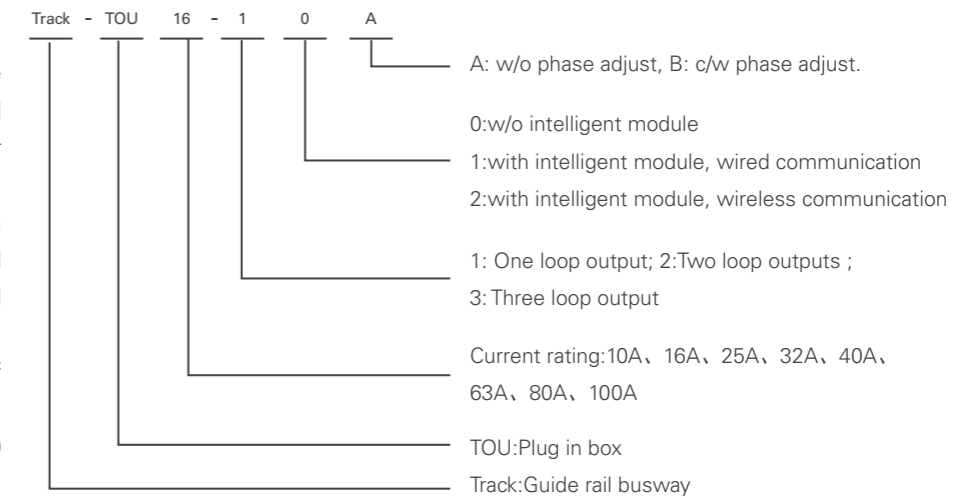 Track - TOU 16 - 1 0 A
A: w/o phase adjust, B: c/w phase adjust.
0:w/o intelligent module
1:with intelligent module, wired communication
2:with intelligent module, wireless communication
1: One loop output; 2:Two loop outputs ;
3: Three loop output
Current rating:10A、16A、25A、32A、40A、
63A、80A、100A
TOU:Plug in box
Track:Guide rail busway